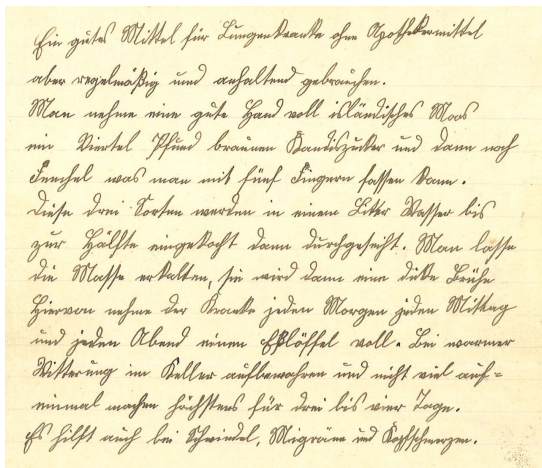 Ein gutes Mittel für Lungenkranke ohne Apothekermittel
aber regelmäßig und anhaltend gebrauchen.
Man nehme eine gute Hand voll isländisches Moos
ein Viertel Pfund braunen Kandiszucker und dann noch
Fenchel was man mit fünf Fingern fassen kann.
Diese drei Sorten werden in einem Litter Wasser bis
zur Hälfte eingekocht dann durchgeseiht. Man lasse
die Masse erkalten, sie wird dann eine dicke Brühe
Hiervon nehme der Kranke jeden Morgen jeden Mittag
und jeden Abend einen Eßlöffel voll. Bei warmer
Witterung im Keller aufbewahren und nicht viel auf=
einmal machen höchstens für drei bis vier Tage.
Es hilft auch bei Schwindel, Migräne und Kopfschmerzen.